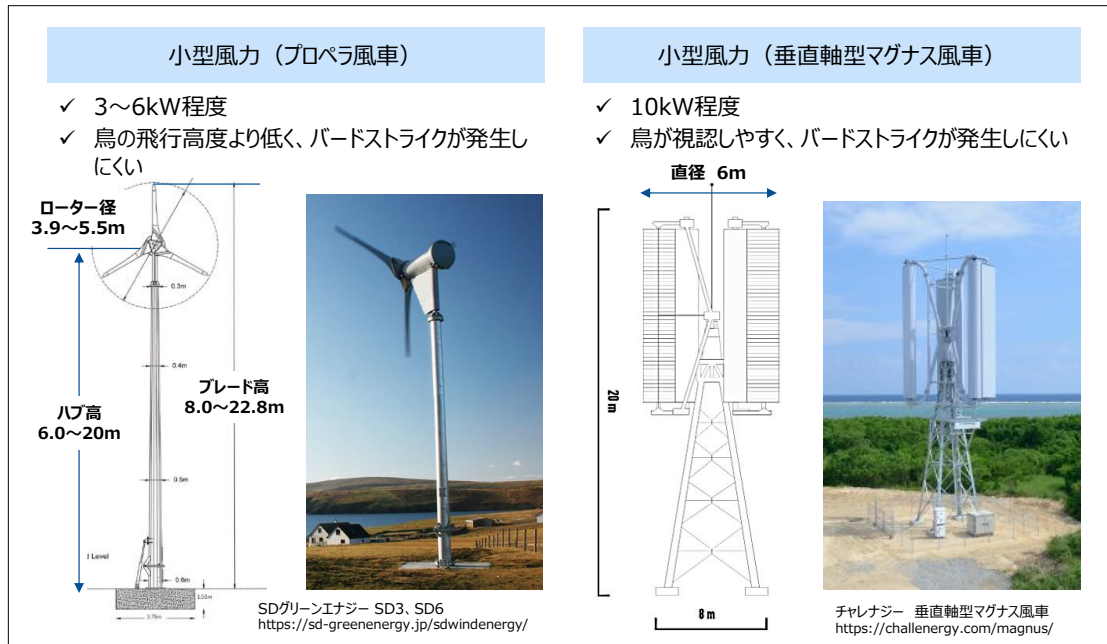 小型風力（プロペラ風車）
✓ 3～6kW程度
✓ 鳥の飛行高度より低く、バードストライクが発生し
にくい
ローター径
3.9～5.5m
0.3m
0.4m
ブレード高
8.0～22.8m
ハブ高
6.0～20m
0.5m
d Level
0.8m
3.75m
SDグリーンエナジー SD3、SD6
https://sd-greenenergy.jp/sdwindenergy/
小型風力（垂直軸型マグナス風車）
✓ 10kW程度
✓ 鳥が視認しやすく、バードストライクが発生しにくい
直径 6m
20 m
8 m
チャレナジー 垂直軸型マグナス風車
https://challenergy.com/magnus/